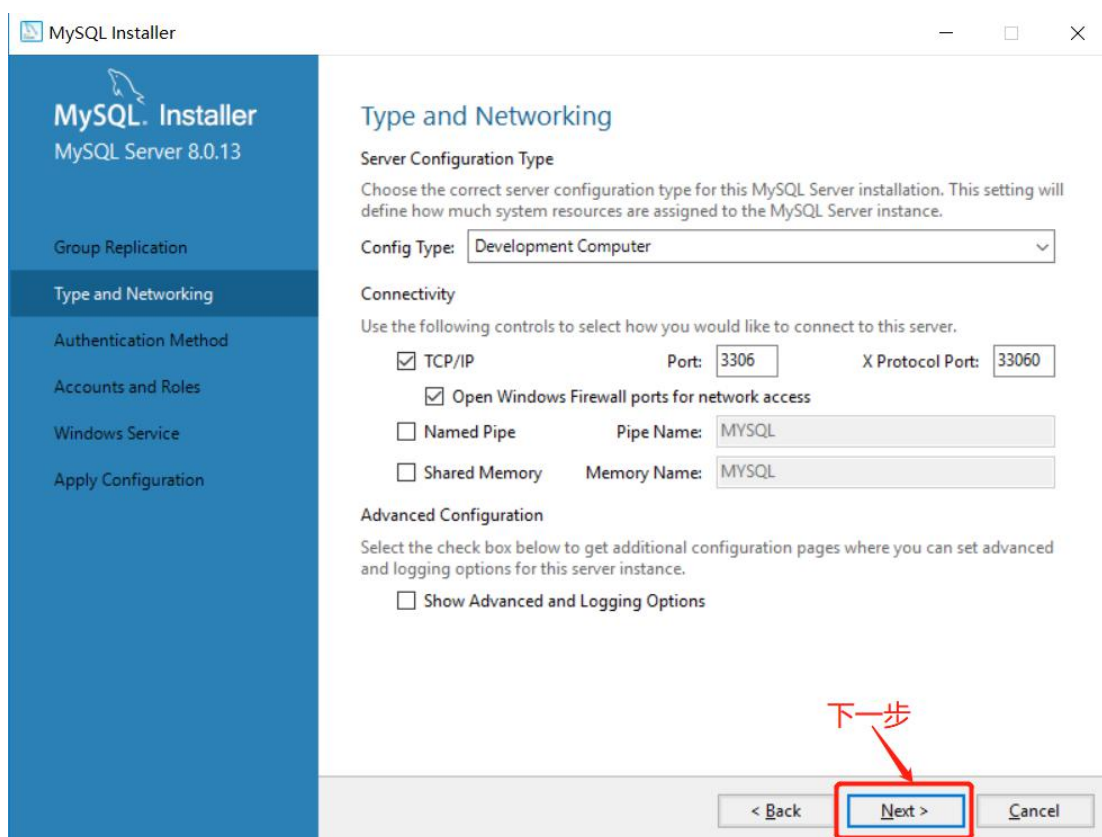 MySQL Installer
MySQL. Installer
MySQL Server 8.0.13
Group Replication
Type and Networking
Authentication Method
Accounts and Roles
Windows Service
Apply Configuration
Type and Networking
Server Configuration Type
Choose the correct server configuration type for this MySQL Server installation. This setting will
define how much system resources are assigned to the MySQL Server instance.
Config Type: Development Computer
Connectivity
Use the following controls to select how you would like to connect to this server.
TCP/IP Port: 3306 X Protocol Port: 33060
Open Windows Firewall ports for network access
Named Pipe Pipe Name: MYSQL
Shared Memory Memory Name: MYSQL
Advanced Configuration
Select the check box below to get additional configuration pages where you can set advanced
and logging options for this server instance.
Show Advanced and Logging Options
下一步
< Back Next > Cancel